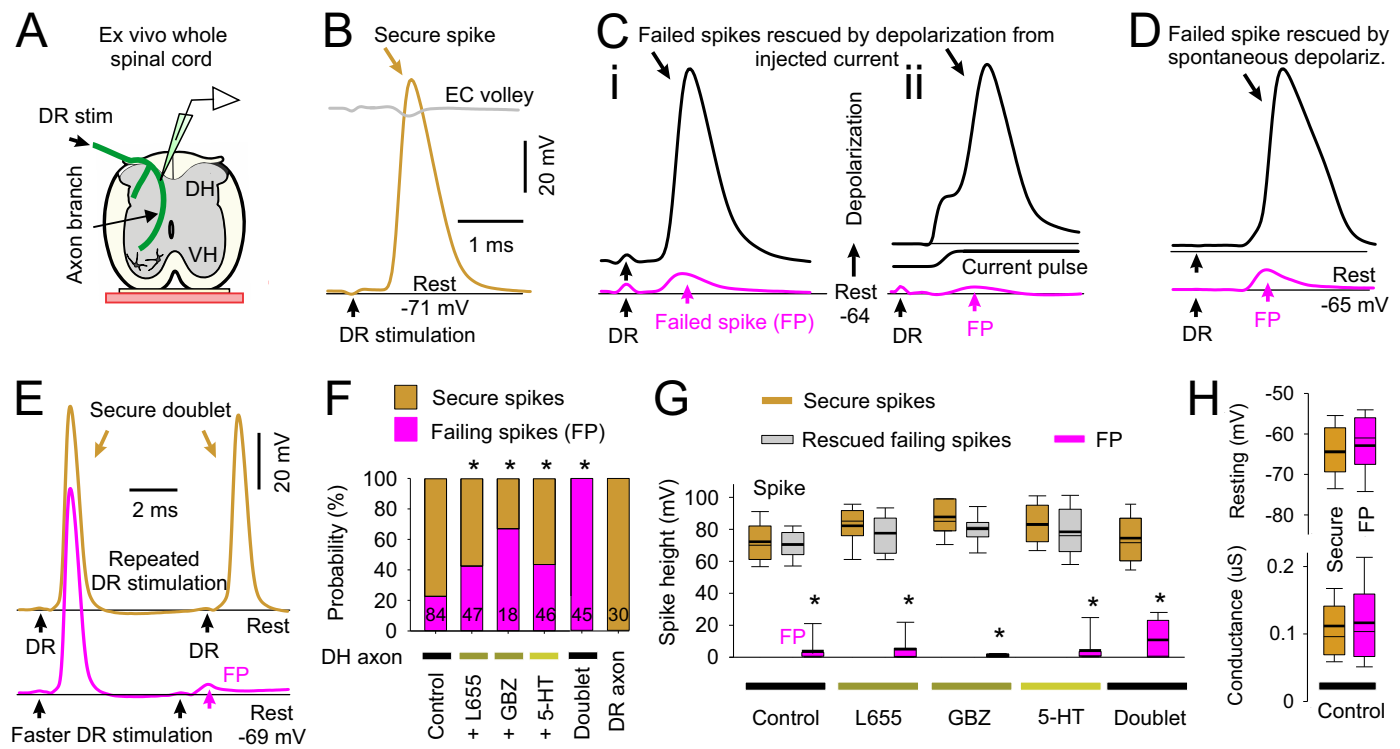 A
Ex vivo whole
spinal cord
DR stim
Axon branch
DH
VH
B
Secure spike
EC volley
20 mV
1 ms
Rest
-71 mV
DR stimulation
C
Failed spikes rescued by depolarization from
injected current
i
ii
Depolarization
Rest
-64
DR
Failed spike (FP)
Current pulse
DR
FP
D
Failed spike rescued by
spontaneous depolariz.
Rest
-65 mV
DR
FP
E
Secure doublet
20 mV
2 ms
Repeated
DR stimulation
DR
DR
Rest
FP
Faster DR stimulation
Rest
-69 mV
F
Secure spikes
Failing spikes (FP)
Probability (%)
100
80
60
40
20
0
* * * *
84 47 18 46 45 30
DH axon
Control
+ L655
+ GBZ
+ 5-HT
Doublet
DR axon
G
Secure spikes
Rescued failing spikes
FP
Spike height (mV)
100
80
60
40
20
0
Spike
FP
* * * * *
Control L655 GBZ 5-HT Doublet
H
Resting (mV)
-50
-60
-70
-80
Secure
FP
Conductance (uS)
0.2
0.1
0
Control